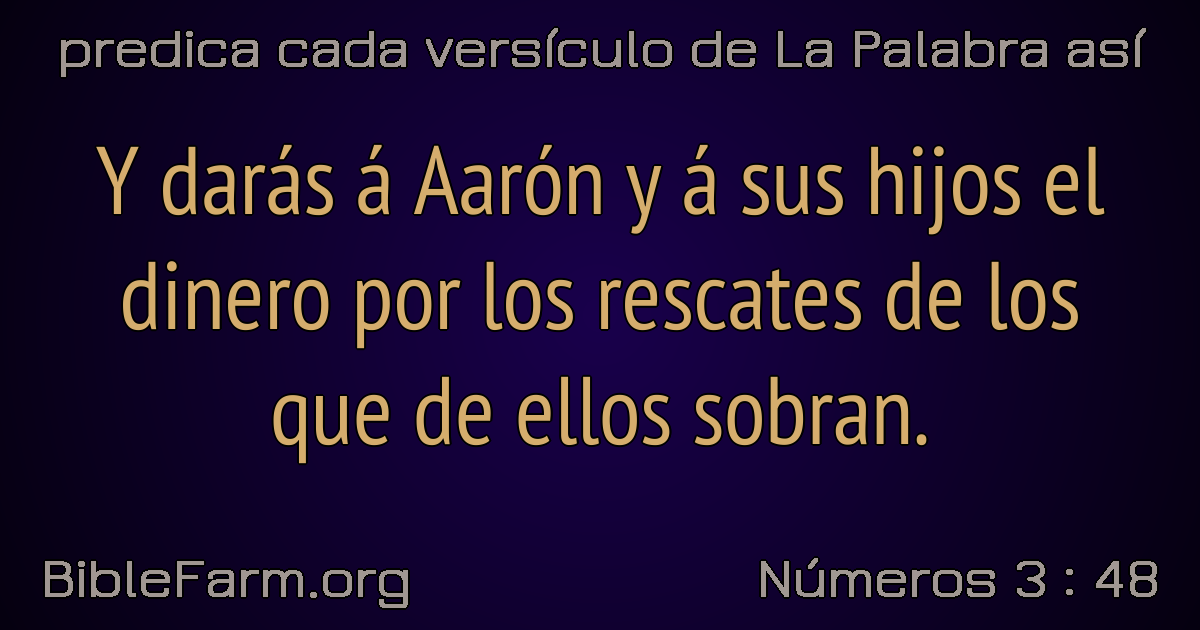 predica cada versículo de La Palabra así
Y darás á Aarón y á sus hijos el
dinero por los rescates de los
que de ellos sobran.
BibleFarm.org
Números 3 : 48